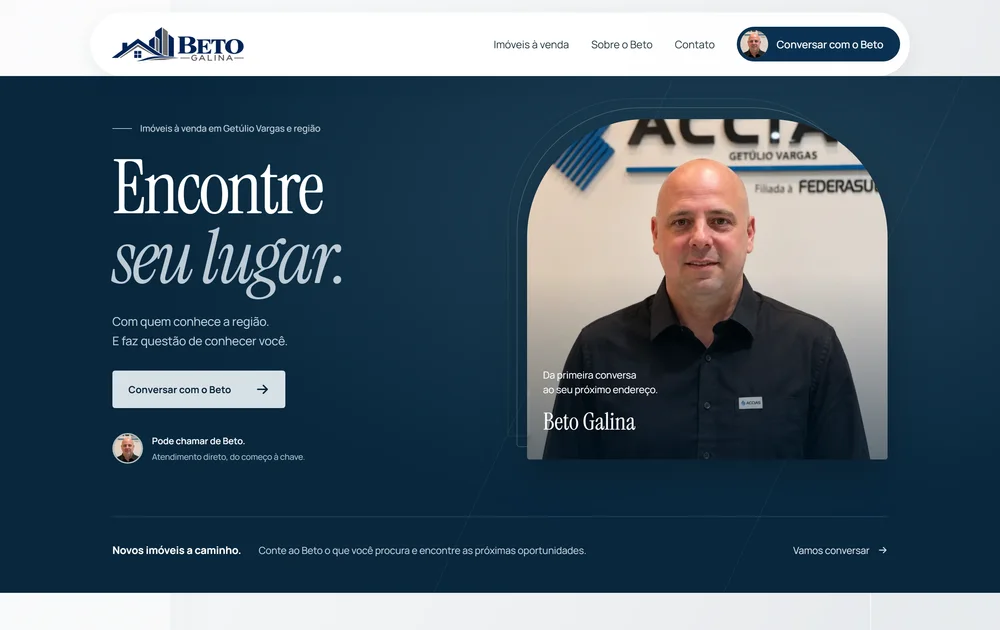 BETO
GALINA
Imóveis à venda
Sobre o Beto
Contato
Conversar com o Beto
Imóveis à venda em Getúlio Vargas e região
Encontre
seu lugar.
Com quem conhece a região.
E faz questão de conhecer você.
Conversar com o Beto
Pode chamar de Beto.
Atendimento direto, do começo à chave.
GETÚLIO VARGAS
Filiada à
ACCIAS
Da primeira conversa
ao seu próximo endereço.
Beto Galina
Novos imóveis a caminho.
Conte ao Beto o que você procura e encontre as próximas oportunidades.
Vamos conversar